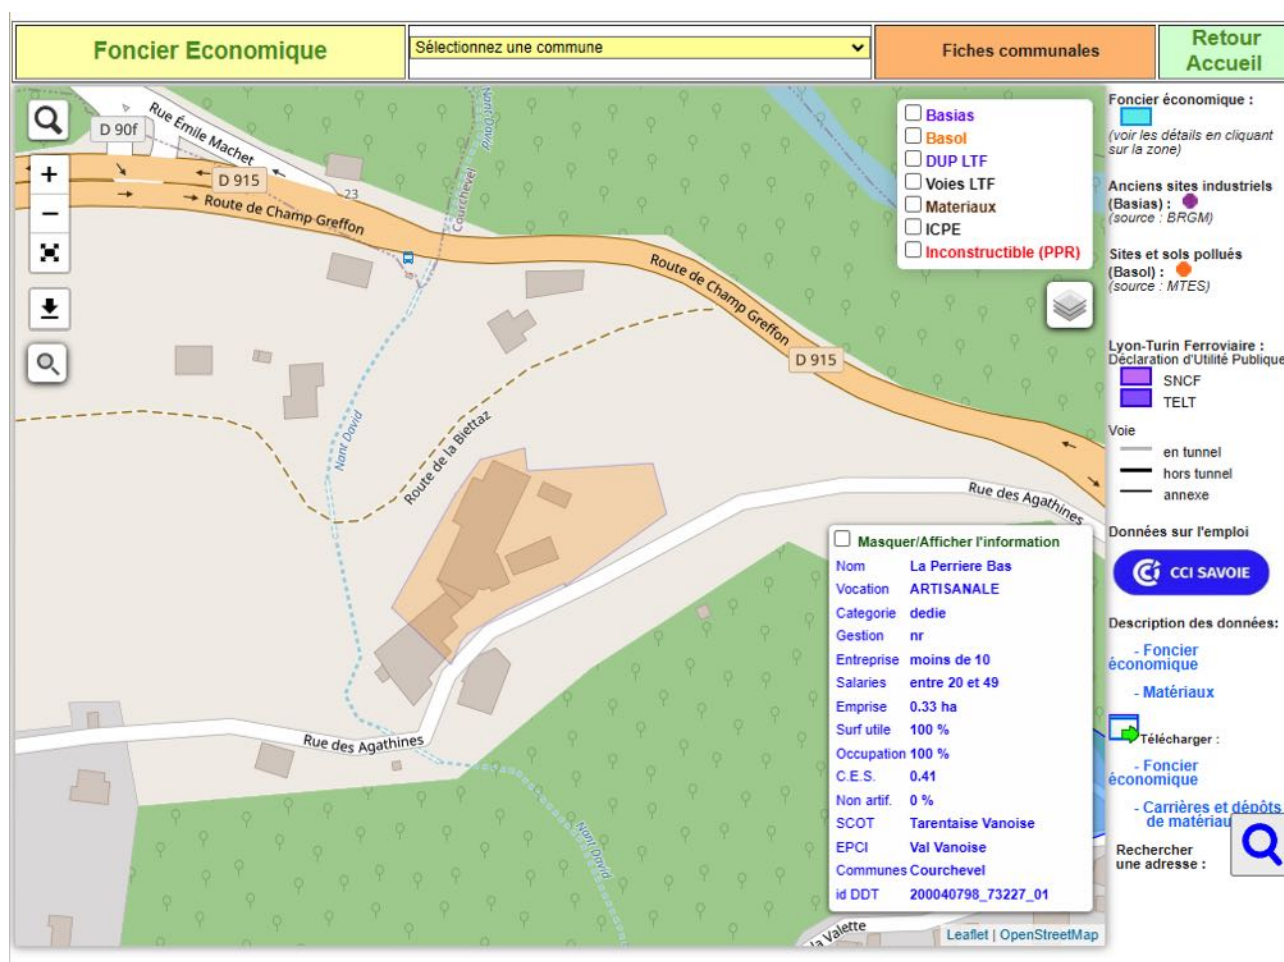 Foncier Economique
Sélectionnez une commune
Fiches communales
Retour
Accueil
D 90f
Rue Émile Machet
D 915
23
Route de Champ Greffon
Courchevel
Nant David
Route de Champ Greffon
D 915
Nant David
Route de la Biettaz
Rue des Agathines
Rue des Agathines
Nant David
la Valette
+
−
Basias
Basol
DUP LTF
Voies LTF
Materiaux
ICPE
Inconstructible (PPR)
Masquer/Afficher l'information
Nom La Perriere Bas
Vocation ARTISANALE
Categorie dedie
Gestion nr
Entreprise moins de 10
Salaries entre 20 et 49
Emprise 0.33 ha
Surf utile 100 %
Occupation 100 %
C.E.S. 0.41
Non artif. 0 %
SCOT Tarentaise Vanoise
EPCI Val Vanoise
Communes Courchevel
id DDT 200040798_73227_01
Leaflet | OpenStreetMap
Foncier économique :
(voir les détails en cliquant
sur la zone)
Anciens sites industriels
(Basias) :
(source : BRGM)
Sites et sols pollués
(Basol) :
(source : MTES)
Lyon-Turin Ferroviaire :
Déclaration d'Utilité Publique
SNCF
TELT
Voie
en tunnel
hors tunnel
annexe
Données sur l'emploi
CCI SAVOIE
Description des données:
- Foncier
économique
- Matériaux
Télécharger :
- Foncier
économique
- Carrières et dépôts
de matériau
Rechercher
une adresse :